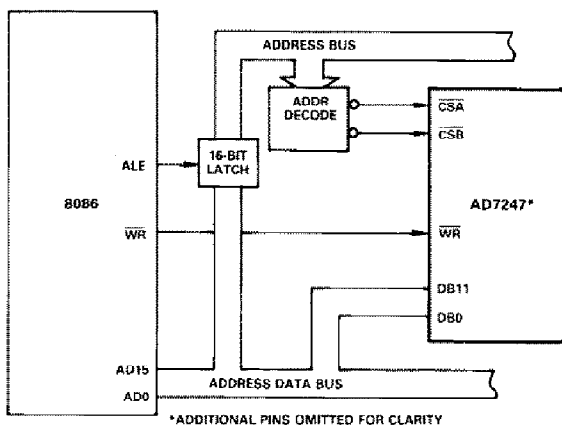 ADDRESS BUS
ADDR
DECODE
CSA
CSB
ALE
16-BIT
LATCH
8086
AD7247*
WR
WR
DB11
DB0
AD15
ADDRESS DATA BUS
AD0
*ADDITIONAL PINS OMITTED FOR CLARITY